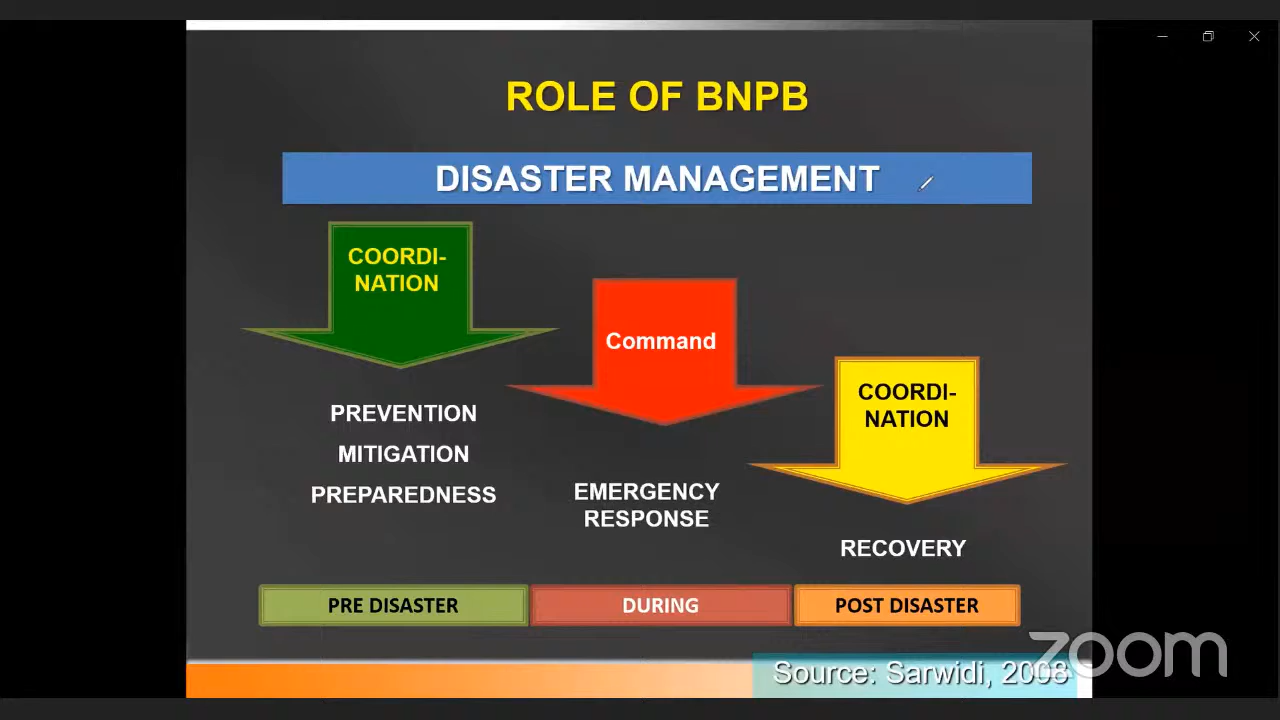 ROLE OF BNPB
DISASTER MANAGEMENT
COORDI-
NATION
PREVENTION
MITIGATION
PREPAREDNESS
PRE DISASTER
Command
EMERGENCY
RESPONSE
DURING
COORDI-
NATION
RECOVERY
POST DISASTER
Source: Sarwidi, 2008
zoom